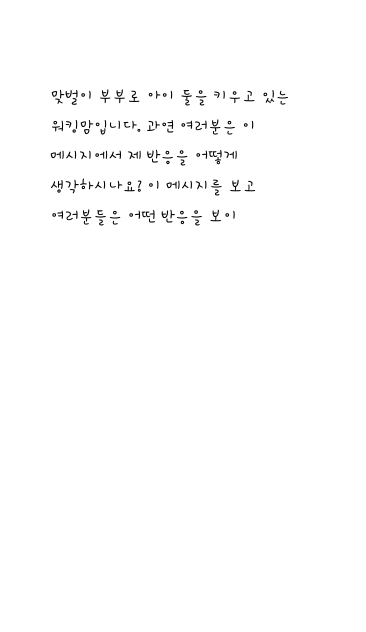 맞벌이 부부로 아이 둘을 키우고 있는
워킹맘입니다. 과연 여러분은 이
메시지에서 제 반응을 어떻게
생각하시나요? 이 메시지를 보고
여러분들은 어떤 반응을 보이